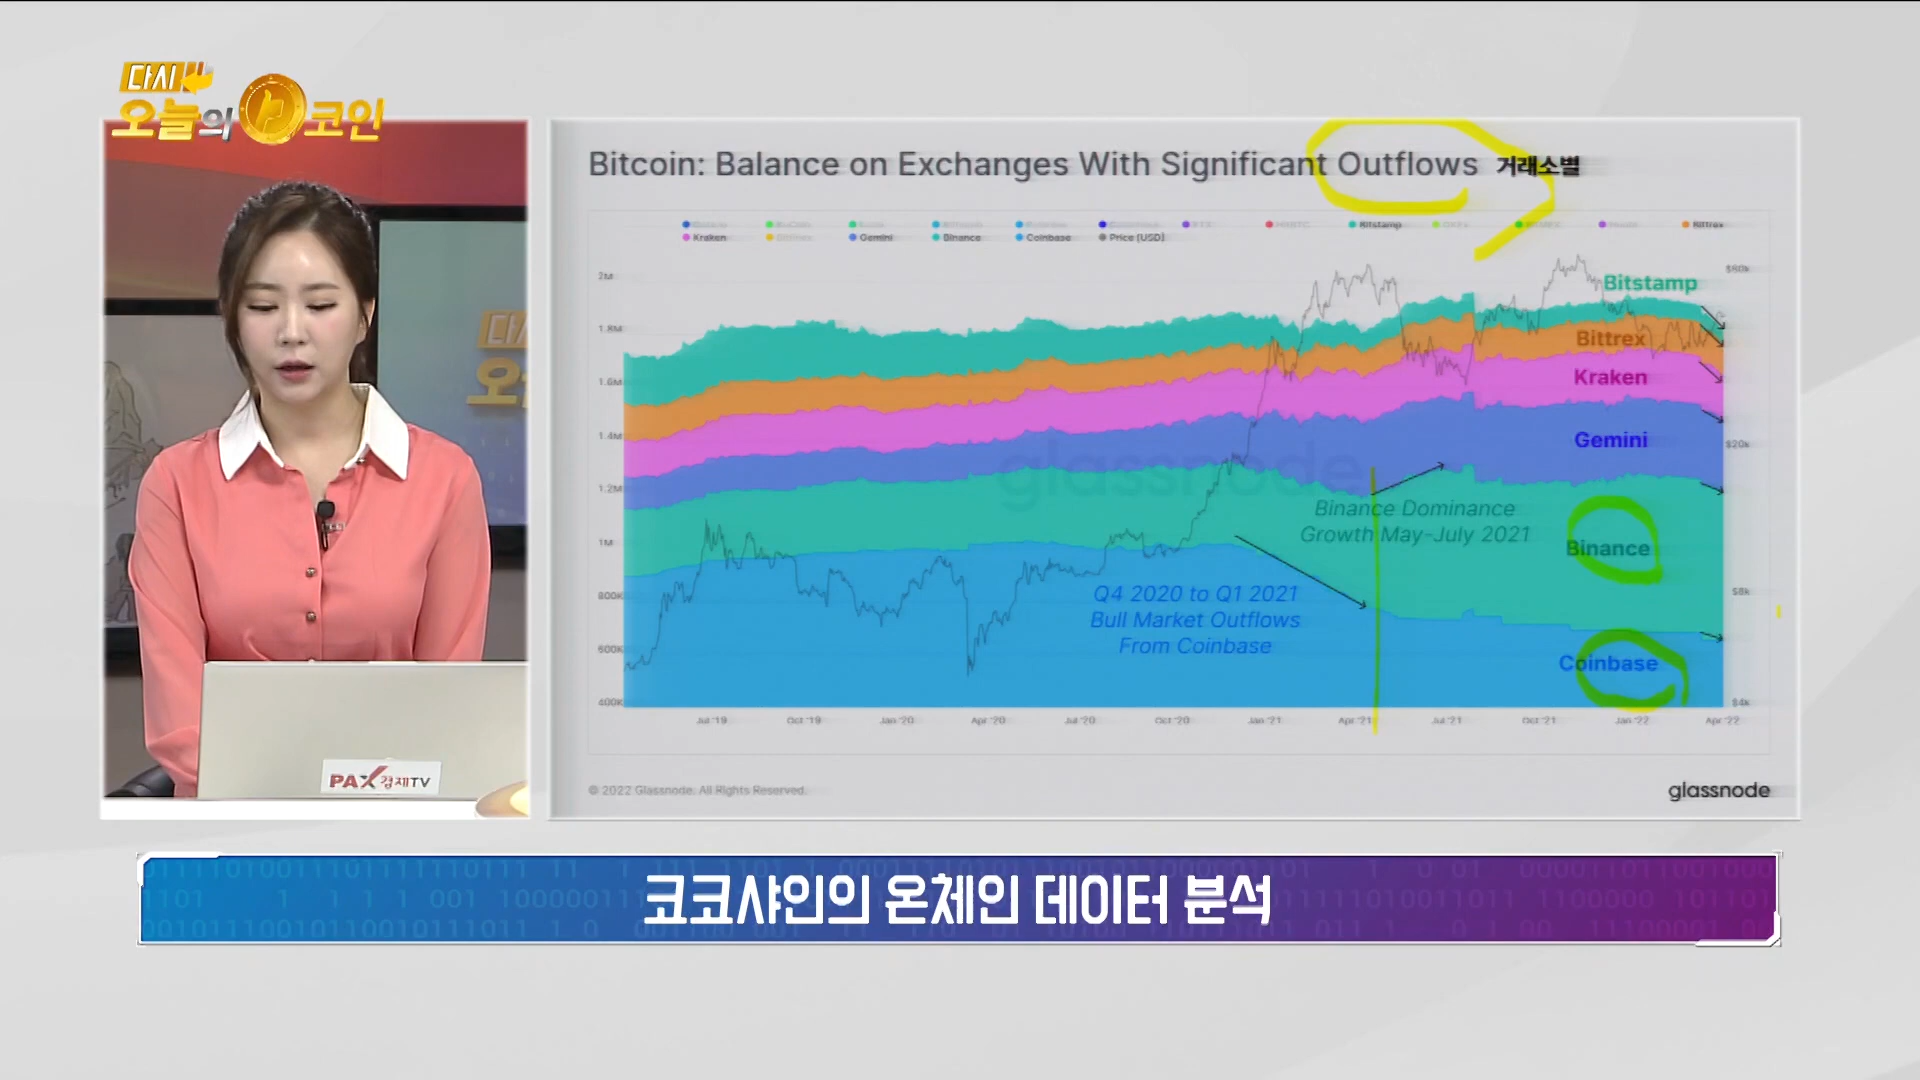 다시
오늘의 코인
Bitcoin: Balance on Exchanges With Significant Outflows 거래소별
Bitstamp
Bittrex
Kraken
Gemini
Binance
Coinbase
Price (USD)
2M
1.8M
1.6M
1.4M
1.2M
1M
800K
600K
400K
$60k
$20k
$8k
$4k
Bitstamp
Bittrex
Kraken
Gemini
Binance
Coinbase
glassnode
Binance Dominance
Growth May-July 2021
Q4 2020 to Q1 2021
Bull Market Outflows
From Coinbase
Jul '19
Oct '19
Jan '20
Apr '20
Jul '20
Oct '20
Jan '21
Apr '21
Jul '21
Oct '21
Jan '22
Apr '22
© 2022 Glassnode. All Rights Reserved.
glassnode
PAX경제TV
코코샤인의 온체인 데이터 분석